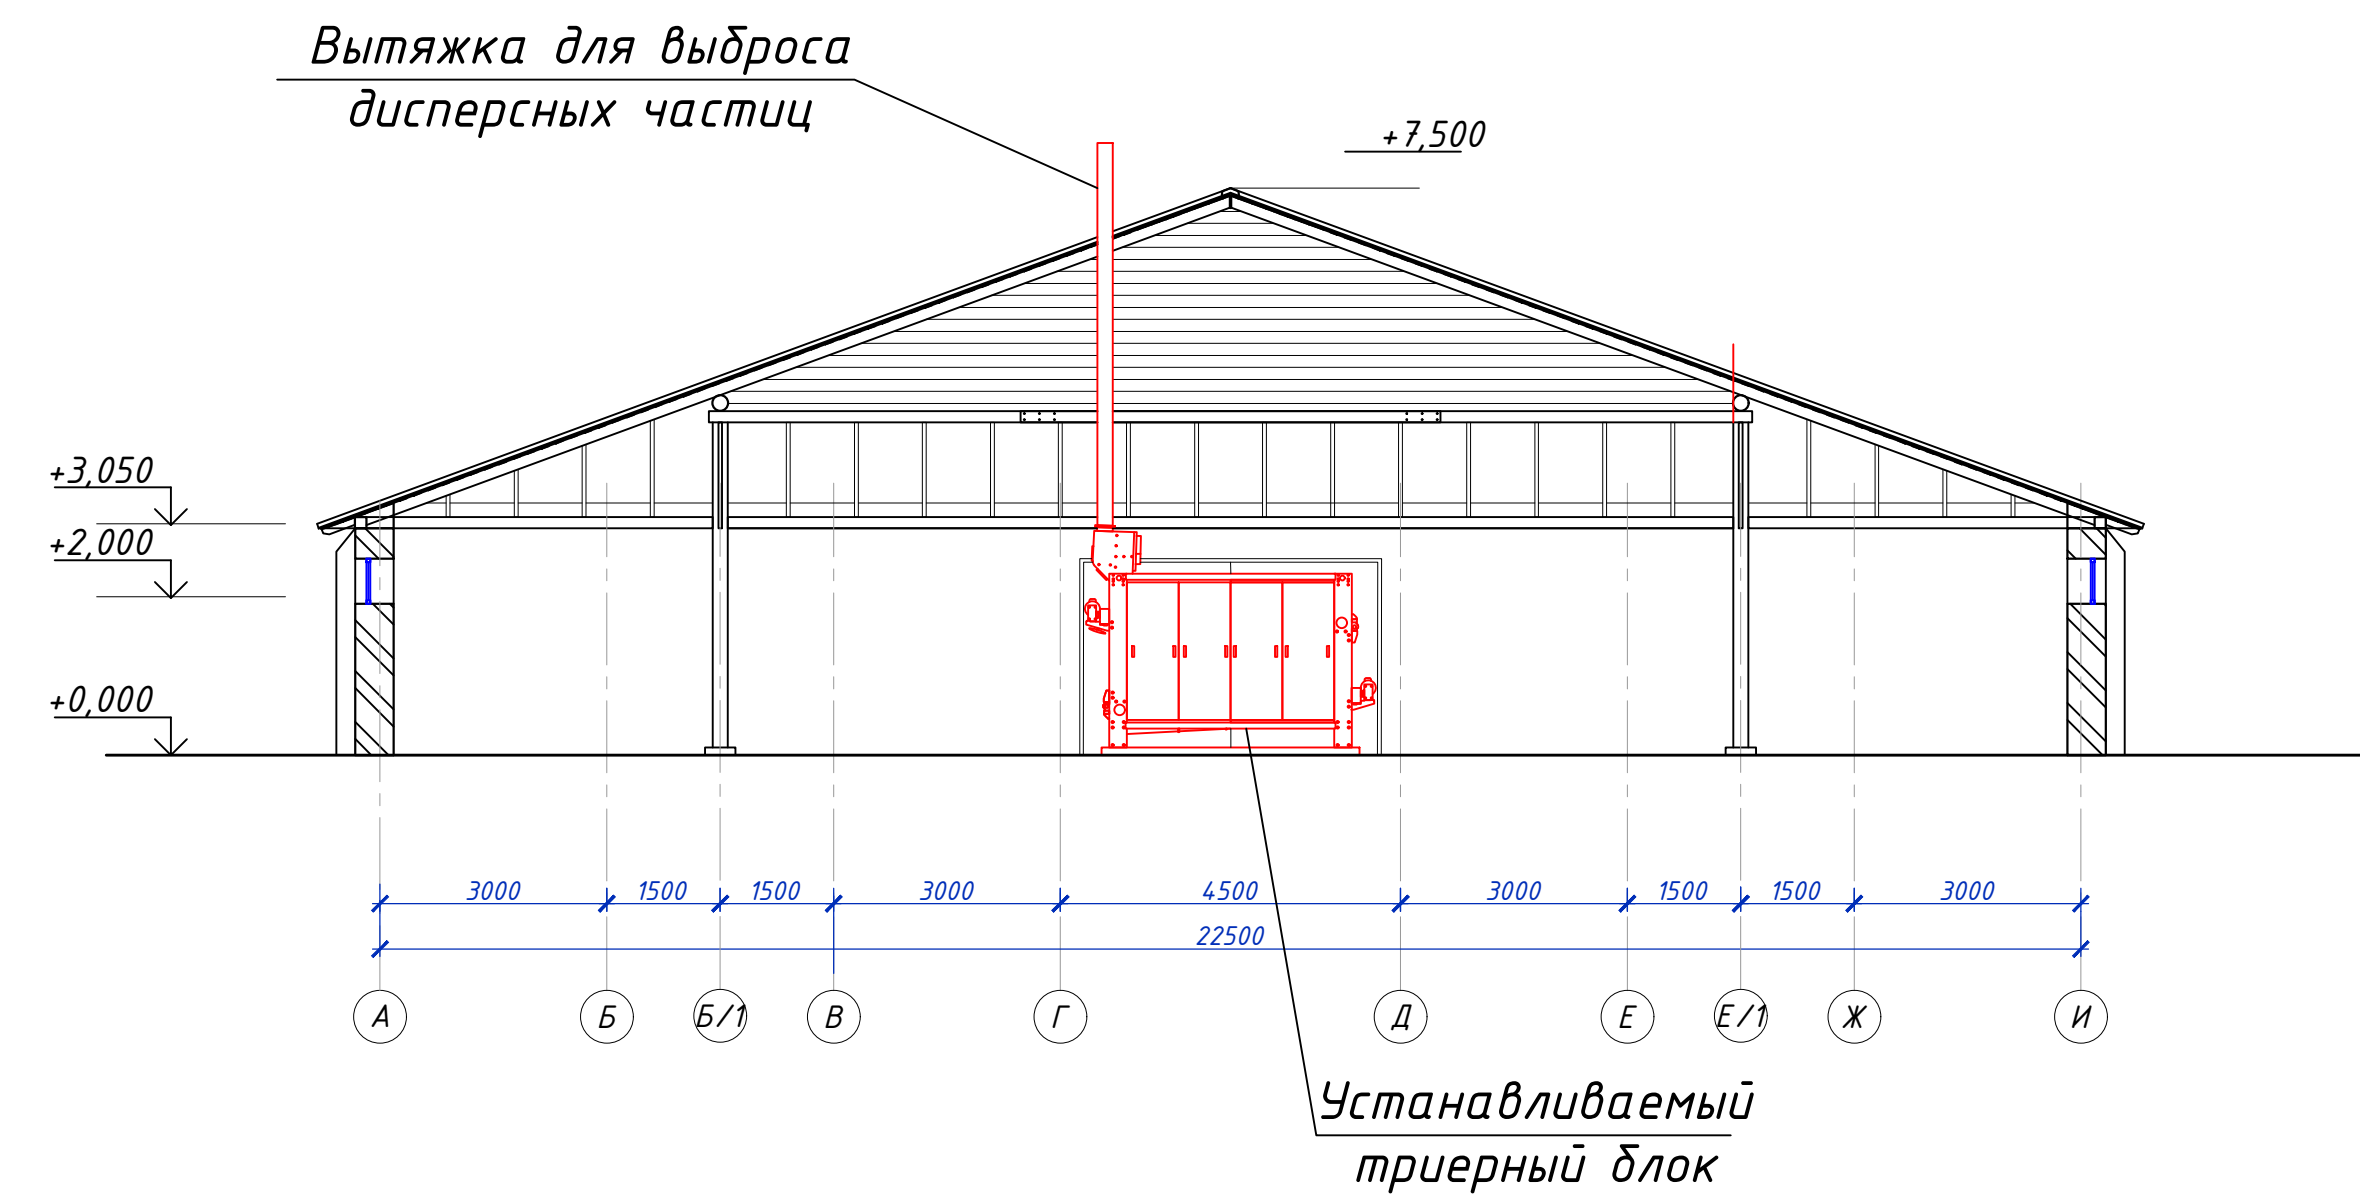 Вытяжка для выброса
дисперсных частиц
+7,500
+3,050
+2,000
+0,000
3000 1500 1500 3000 4500 3000 1500 1500 3000
22500
А Б Б/1 В Г Д Е Е/1 Ж И
Устанавливаемый
триерный блок